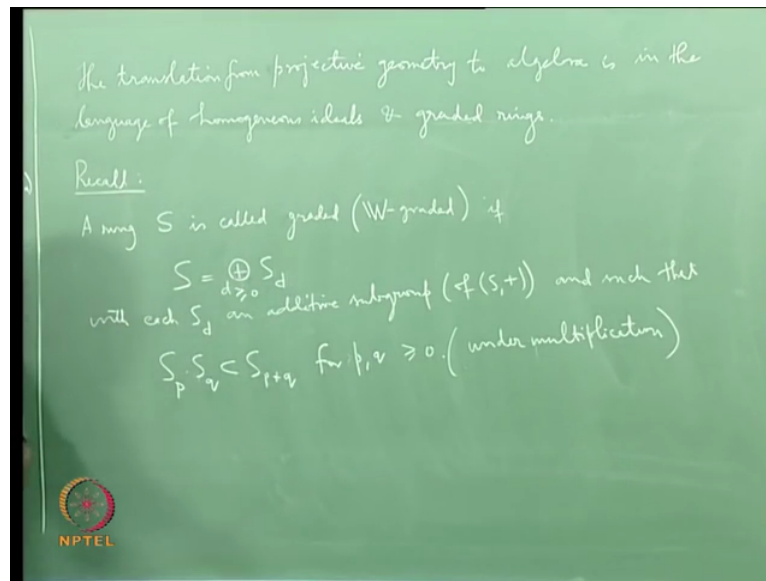 The translation from projective geometry to algebra is in the
language of homogeneous ideals & graded rings.
Recall:
A ring S is called graded (W-graded) if
S = ⊕_{d≥0} S_d
with each S_d an additive subgroup (of (S,+)) and such that
S_p · S_q ⊂ S_{p+q} for p, q ≥ 0. (under multiplication)
NPTEL